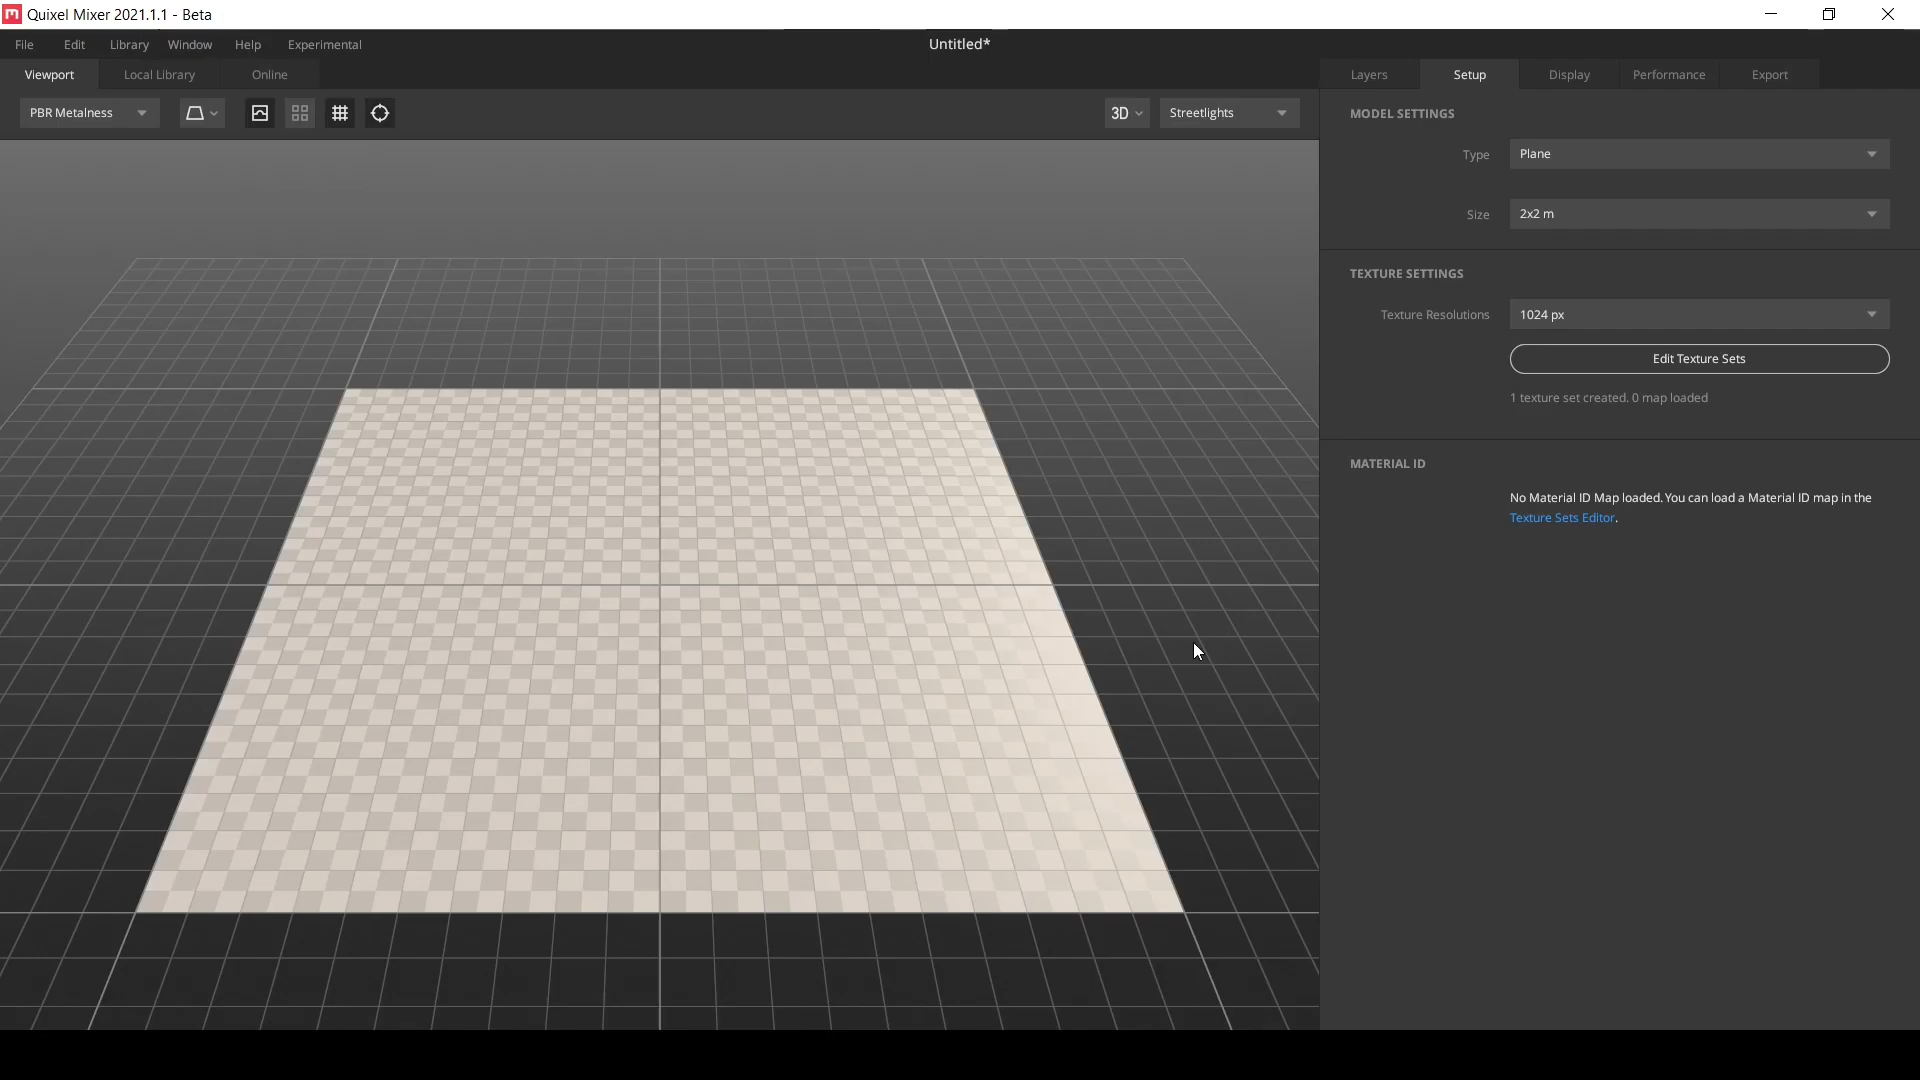 Quixel Mixer 2021.1.1 - Beta
File Edit Library Window Help Experimental
Untitled*
Viewport Local Library Online
Layers Setup Display Performance Export
PBR Metalness
3D
Streetlights
MODEL SETTINGS
Type Plane
Size 2x2 m
TEXTURE SETTINGS
Texture Resolutions 1024 px
Edit Texture Sets
1 texture set created. 0 map loaded
MATERIAL ID
No Material ID Map loaded. You can load a Material ID map in the
Texture Sets Editor.